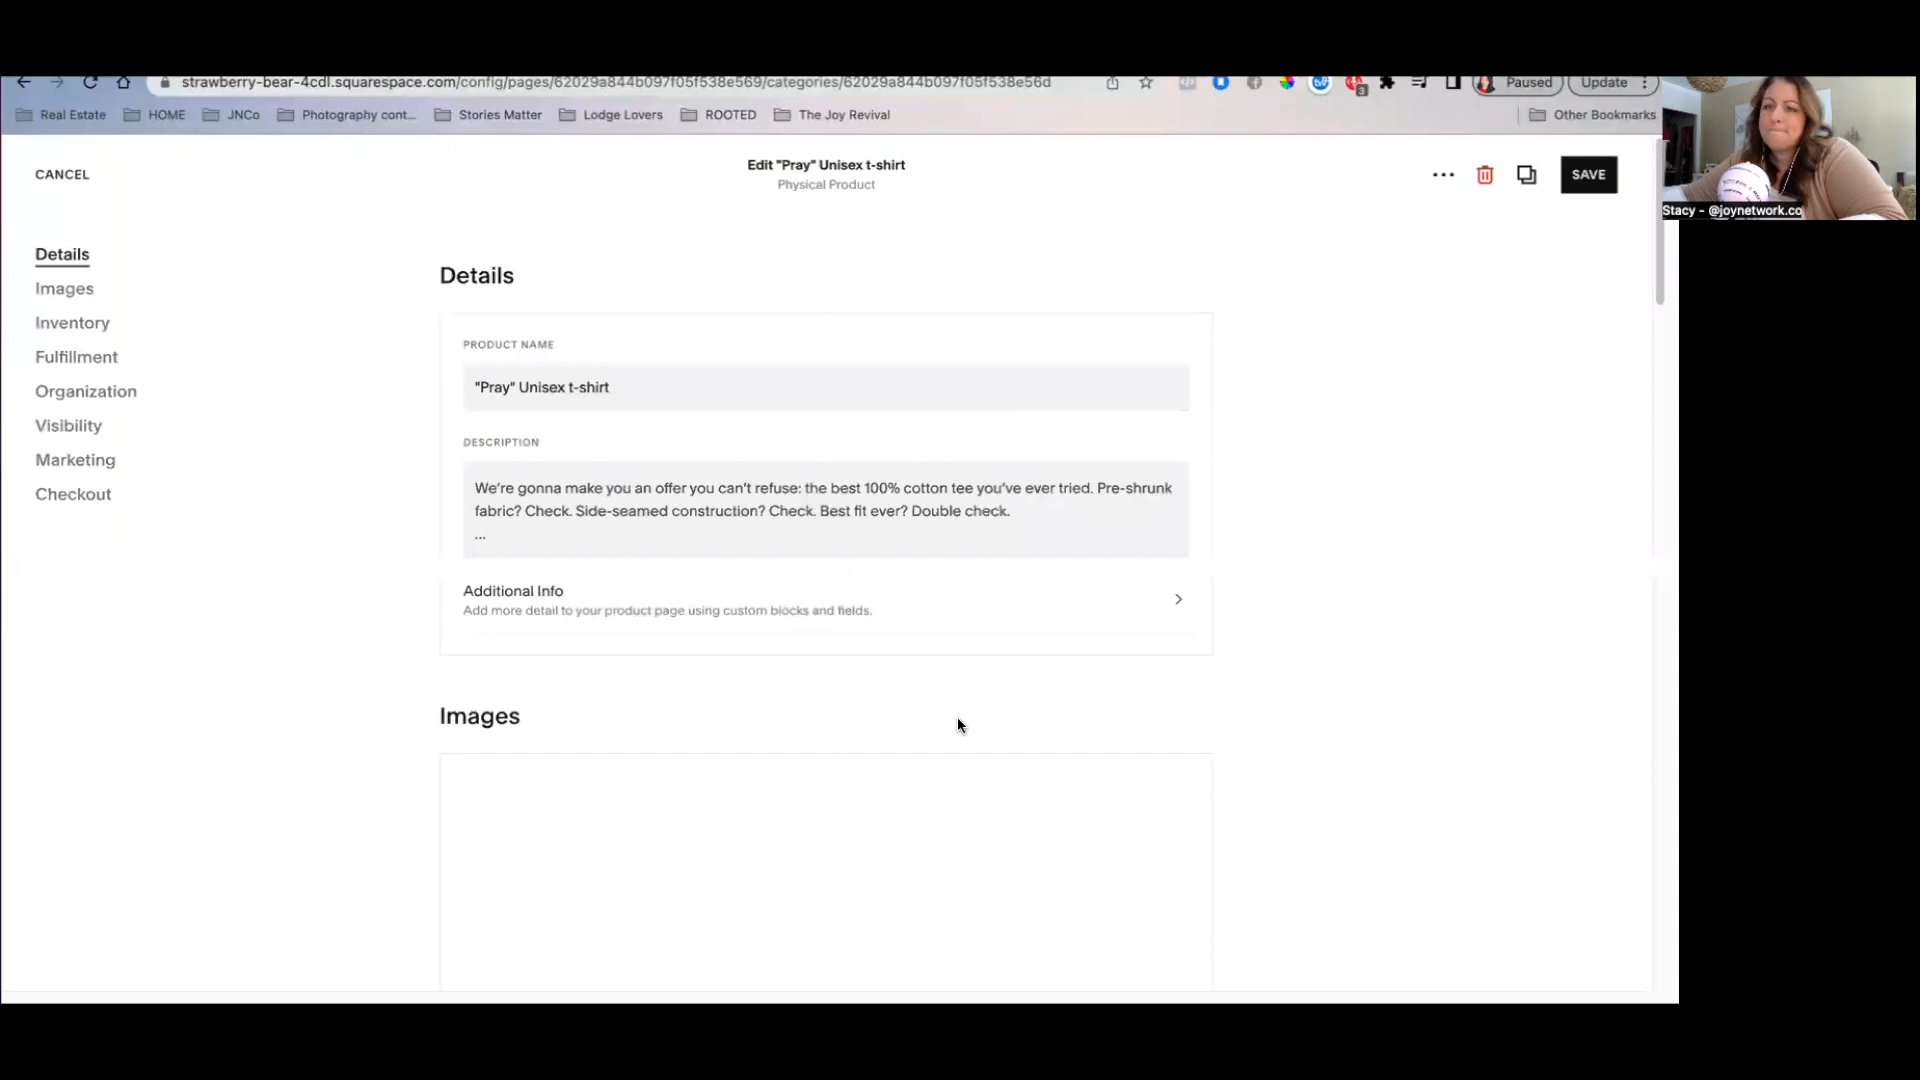 strawberry-bear-4cdl.squarespace.com/config/pages/62029a844b097f05f538e569/categories/62029a844b097f05f538e56d
3
Paused
Update
Real Estate
HOME
JNCo
Photography cont...
Stories Matter
Lodge Lovers
ROOTED
The Joy Revival
Other Bookmarks
Stacy - @joynetwork.co
CANCEL
Edit "Pray" Unisex t-shirt
Physical Product
SAVE
Details
Images
Inventory
Fulfillment
Organization
Visibility
Marketing
Checkout
Details
PRODUCT NAME
"Pray" Unisex t-shirt
DESCRIPTION
We’re gonna make you an offer you can’t refuse: the best 100% cotton tee you’ve ever tried. Pre-shrunk
fabric? Check. Side-seamed construction? Check. Best fit ever? Double check.
...
Additional Info
Add more detail to your product page using custom blocks and fields.
Images